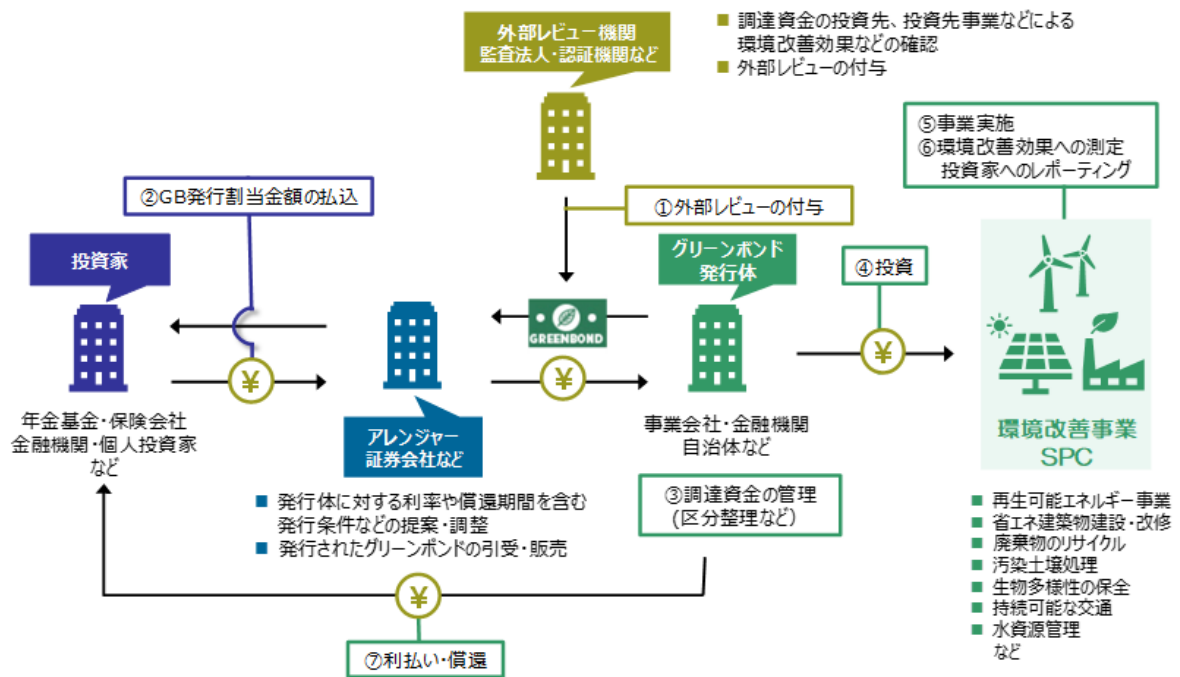 外部レビュー機関
監査法人・認証機関など
■ 調達資金の投資先、投資先事業などによる
環境改善効果などの確認
■ 外部レビューの付与
⑤事業実施
⑥環境改善効果への測定
投資家へのレポーティング
②GB発行割当金額の払込
①外部レビューの付与
投資家
グリーンボンド
発行体
④投資
GREENBOND
¥
¥
¥
年金基金・保険会社
金融機関・個人投資家
など
アレンジャー
証券会社など
事業会社・金融機関
自治体など
環境改善事業
SPC
■ 発行体に対する利率や償還期間を含む
発行条件などの提案・調整
■ 発行されたグリーンボンドの引受・販売
③調達資金の管理
(区分整理など)
■ 再生可能エネルギー事業
■ 省エネ建築物建設・改修
■ 廃棄物のリサイクル
■ 汚染土壌処理
■ 生物多様性の保全
■ 持続可能な交通
■ 水資源管理
など
¥
⑦利払い・償還